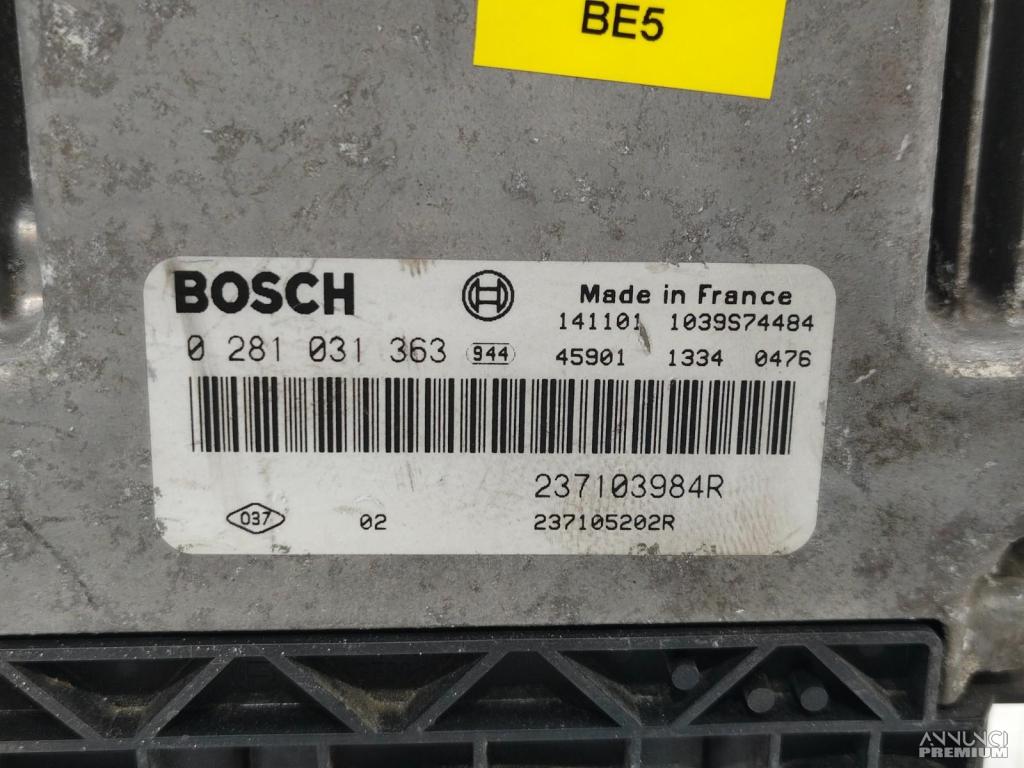 BE5
BOSCH
Made in France
141101 1039S74484
0 281 031 363 944 45901 1334 0476
237103984R
037 02 237105202R
ANNUNCI
PREMIUM